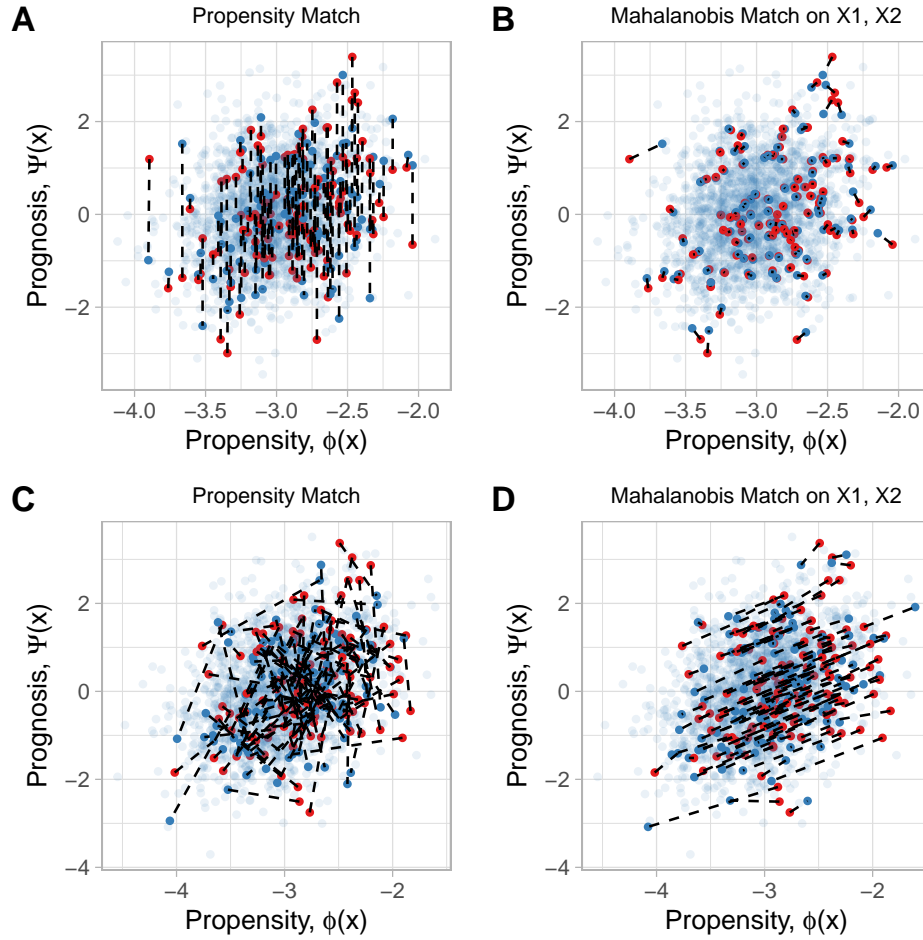 A
Propensity Match
B
Mahalanobis Match on X1, X2
Prognosis, Ψ(x)
2
0
−2
−4.0 −3.5 −3.0 −2.5 −2.0
Propensity, ϕ(x)
Prognosis, Ψ(x)
2
0
−2
−4.0 −3.5 −3.0 −2.5 −2.0
Propensity, ϕ(x)
C
Propensity Match
D
Mahalanobis Match on X1, X2
Prognosis, Ψ(x)
2
0
−2
−4
−4 −3 −2
Propensity, ϕ(x)
Prognosis, Ψ(x)
2
0
−2
−4
−4 −3 −2
Propensity, ϕ(x)